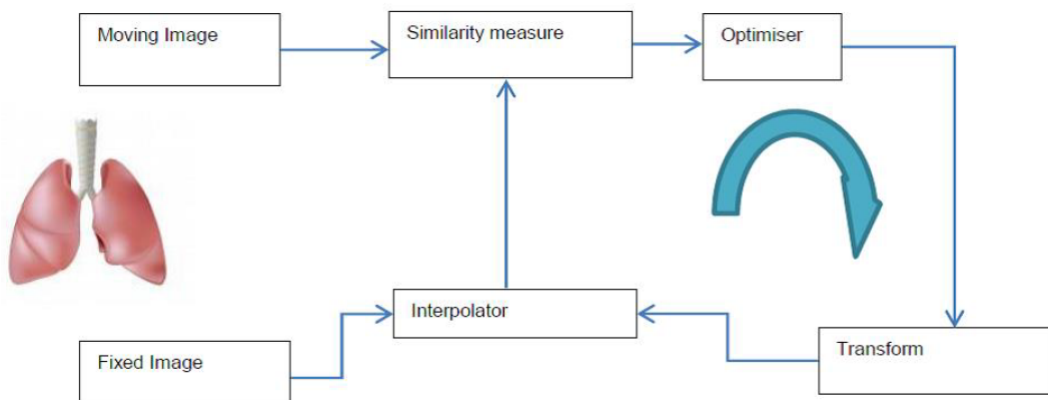 Moving Image
Similarity measure
Optimiser
Interpolator
Fixed Image
Transform